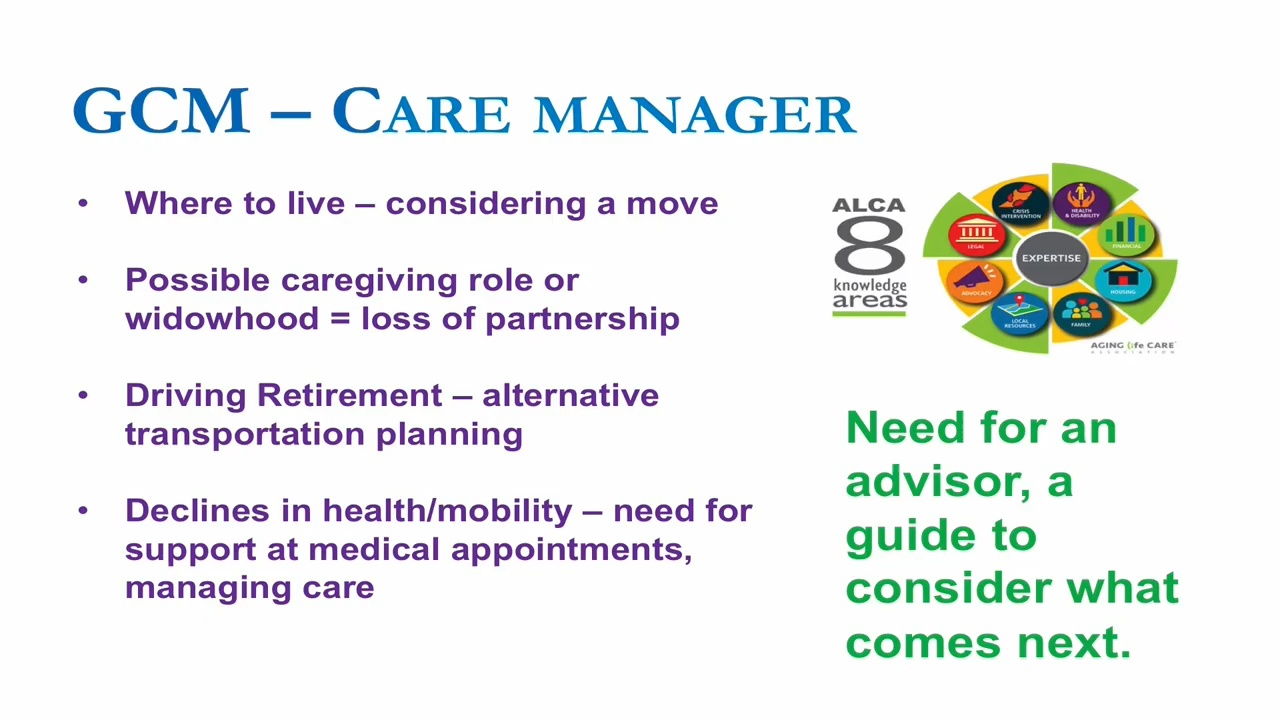 GCM – CARE MANAGER
• Where to live – considering a move
• Possible caregiving role or
widowhood = loss of partnership
• Driving Retirement – alternative
transportation planning
• Declines in health/mobility – need for
support at medical appointments,
managing care
ALCA
8
knowledge
areas
CRISIS
INTERVENTION
HEALTH
& DISABILITY
LEGAL
FINANCIAL
EXPERTISE
ADVOCACY
HOUSING
LOCAL
RESOURCES
FAMILY
AGING life CARE
ASSOCIATION
Need for an
advisor, a
guide to
consider what
comes next.